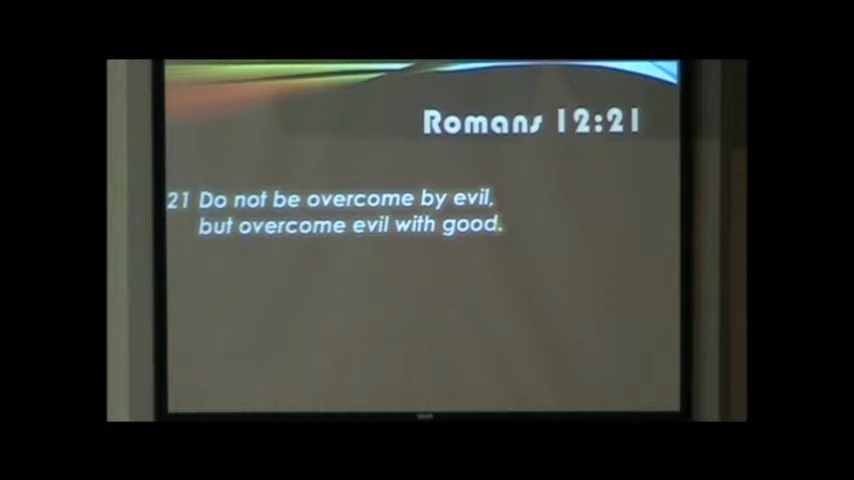 Romans 12:21
21 Do not be overcome by evil,
but overcome evil with good.